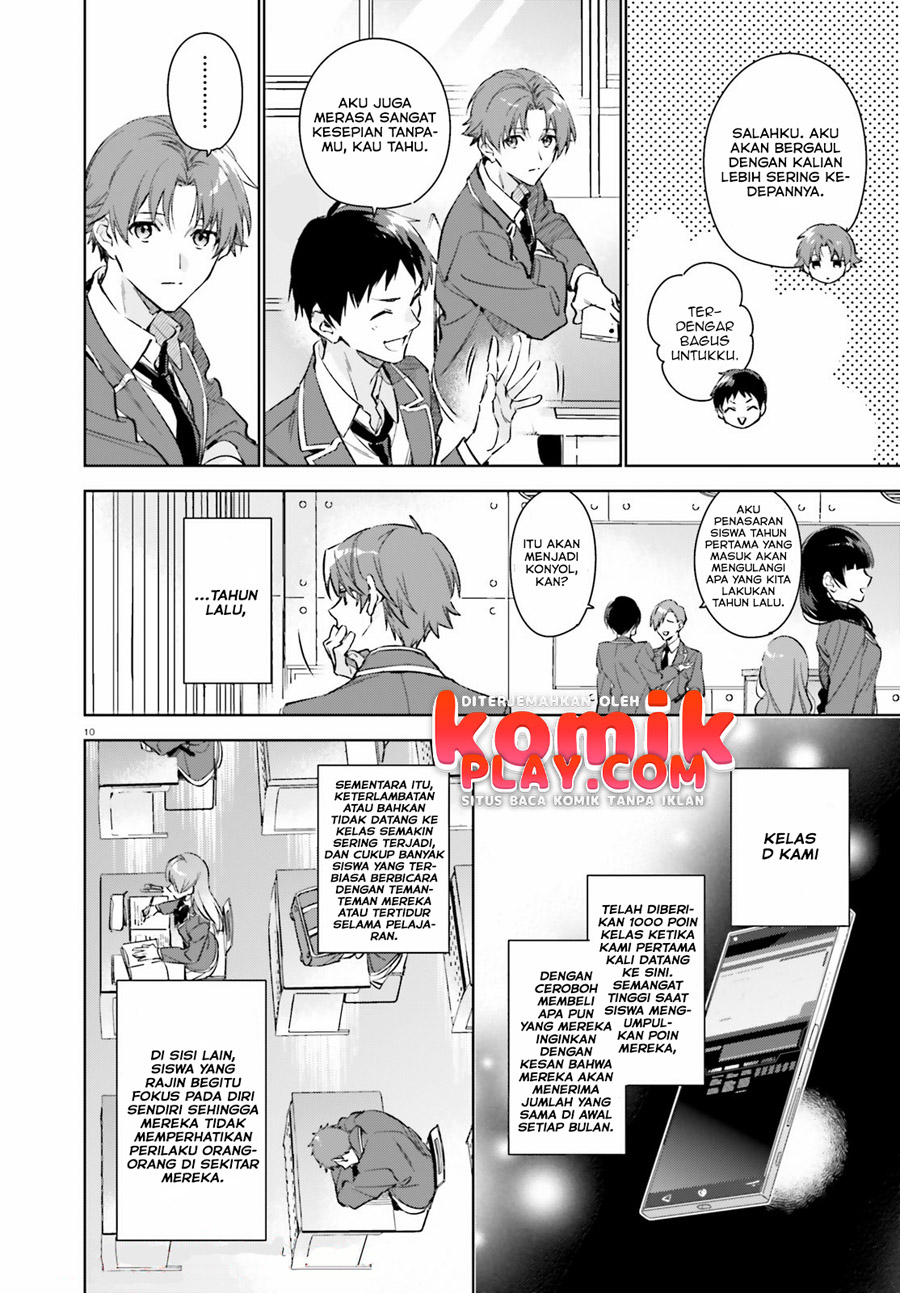 SALAHKU. AKU
AKAN BERGAUL
DENGAN KALIAN
LEBIH SERING KE-
DEPANNYA.
TER-
DENGAR
BAGUS
UNTUKKU.
AKU JUGA
MERASA SANGAT
KESEPIAN TANPA-
MU, KAU TAHU.
.........
AKU
PENASARAN
SISWA TAHUN
PERTAMA YANG
MASUK AKAN
MENGULANGI
APA YANG KITA
LAKUKAN
TAHUN LALU.
ITU AKAN
MENJADI
KONYOL,
KAN?
...TAHUN
LALU,
10
DITERJEMAHKAN OLEH
komik
PLAY.COM
SITUS BACA KOMIK TANPA IKLAN
KELAS
D KAMI
TELAH DIBERI-
KAN 1000 POIN
KELAS KETIKA
KAMI PERTAMA
KALI DATANG
KE SINI.
SEMANGAT
TINGGI SAAT
SISWA MENG-
UMPUL-
KAN POIN
MEREKA,
DENGAN
CEROBOH
MEMBELI
APA PUN
YANG MEREKA
INGINKAN
DENGAN
KESAN BAHWA
MEREKA AKAN
MENERIMA
JUMLAH YANG
SAMA DI AWAL
SETIAP BULAN.
SEMENTARA ITU,
KETERLAMBATAN
ATAU BAHKAN
TIDAK DATANG KE
KELAS SEMAKIN
SERING TERJADI,
DAN CUKUP BANYAK
SISWA YANG TER-
BIASA BERBICARA
DENGAN TEMAN-
TEMAN MEREKA
ATAU TERTIDUR
SELAMA PELAJA-
RAN.
DI SISI LAIN,
SISWA YANG
RAJIN BEGITU
FOKUS PADA DIRI
SENDIRI SEHINGGA
MEREKA TIDAK
MEMPERHATIKAN
PERILAKU ORANG-
ORANG DI SEKITAR
MEREKA.